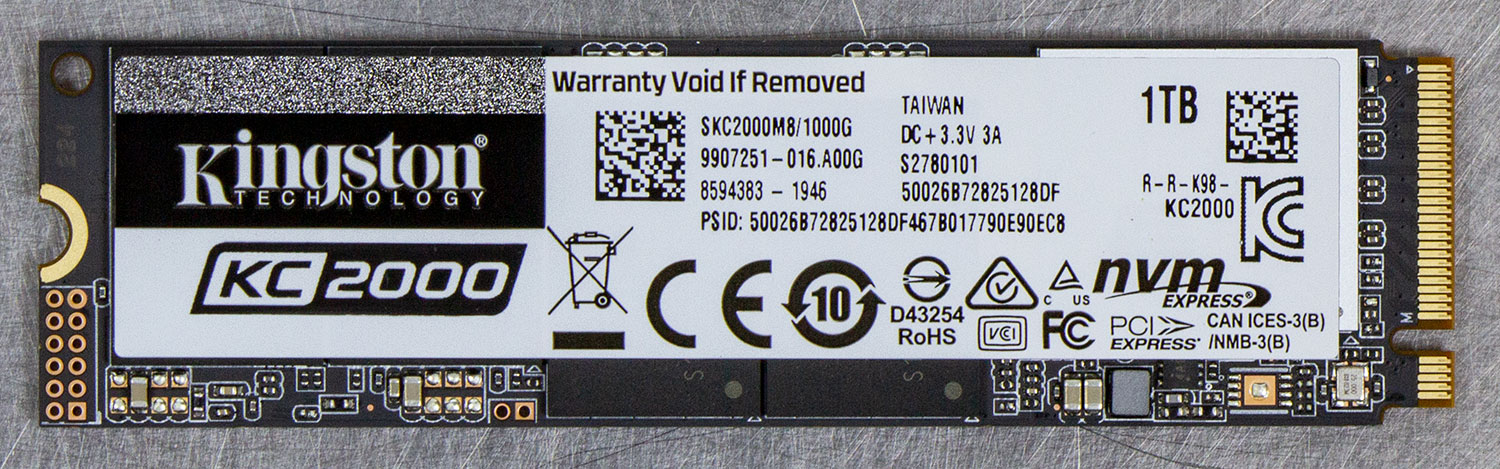 Warranty Void If Removed
Kingston®
TECHNOLOGY
KC2000
SKC2000M8/1000G
9907251-016.A00G
8594383 - 1946
PSID: 50026B72825128DF467B017790E90EC8
TAIWAN
DC+3.3V 3A
S2780101
50026B72825128DF
1TB
R-R-K98-
KC2000
10
D43254
RoHS
VCI
C US
FC
nvm
EXPRESS®
PCI
EXPRESS®
CAN ICES-3(B)
/NMB-3(B)
M